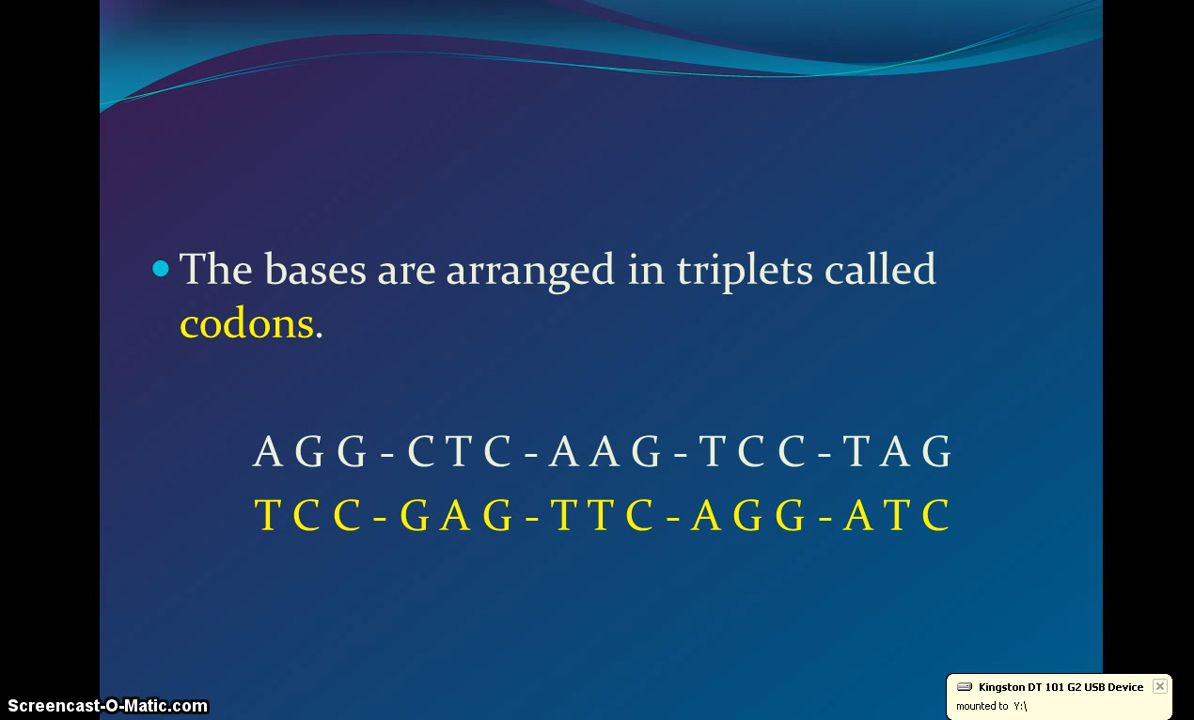 The bases are arranged in triplets called
codons.
A G G - C T C - A A G - T C C - T A G
T C C - G A G - T T C - A G G - A T C
Screencast-O-Matic.com
Kingston DT 101 G2 USB Device
mounted to Y:\